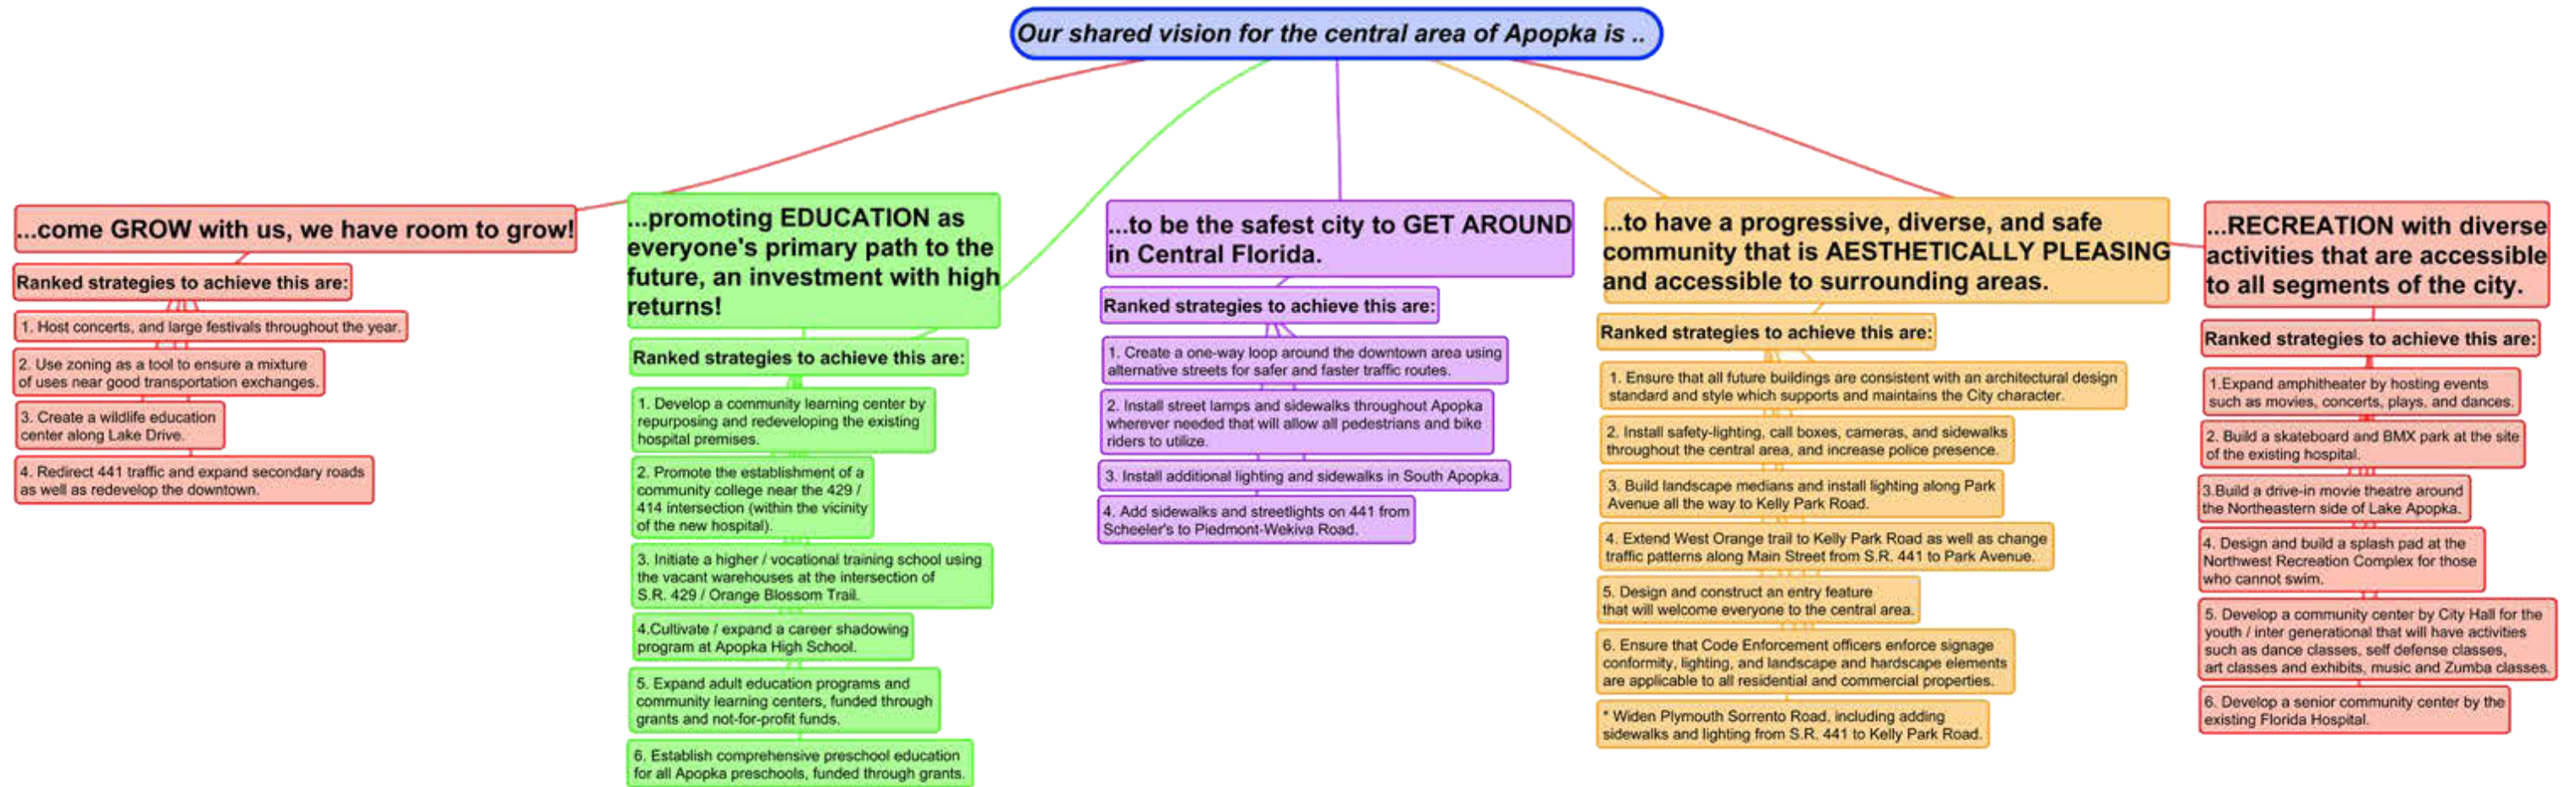 Our shared vision for the central area of Apopka is ..
...come GROW with us, we have room to grow!
Ranked strategies to achieve this are:
1. Host concerts, and large festivals throughout the year.
2. Use zoning as a tool to ensure a mixture
of uses near good transportation exchanges.
3. Create a wildlife education
center along Lake Drive.
4. Redirect 441 traffic and expand secondary roads
as well as redevelop the downtown.
...promoting EDUCATION as
everyone's primary path to the
future, an investment with high
returns!
Ranked strategies to achieve this are:
1. Develop a community learning center by
repurposing and redeveloping the existing
hospital premises.
2. Promote the establishment of a
community college near the 429 /
414 intersection (within the vicinity
of the new hospital).
3. Initiate a higher / vocational training school using
the vacant warehouses at the intersection of
S.R. 429 / Orange Blossom Trail.
4.Cultivate / expand a career shadowing
program at Apopka High School.
5. Expand adult education programs and
community learning centers, funded through
grants and not-for-profit funds.
6. Establish comprehensive preschool education
for all Apopka preschools, funded through grants.
...to be the safest city to GET AROUND
in Central Florida.
Ranked strategies to achieve this are:
1. Create a one-way loop around the downtown area using
alternative streets for safer and faster traffic routes.
2. Install street lamps and sidewalks throughout Apopka
wherever needed that will allow all pedestrians and bike
riders to utilize.
3. Install additional lighting and sidewalks in South Apopka.
4. Add sidewalks and streetlights on 441 from
Scheeler's to Piedmont-Wekiva Road.
...to have a progressive, diverse, and safe
community that is AESTHETICALLY PLEASING
and accessible to surrounding areas.
Ranked strategies to achieve this are:
1. Ensure that all future buildings are consistent with an architectural design
standard and style which supports and maintains the City character.
2. Install safety-lighting, call boxes, cameras, and sidewalks
throughout the central area, and increase police presence.
3. Build landscape medians and install lighting along Park
Avenue all the way to Kelly Park Road.
4. Extend West Orange trail to Kelly Park Road as well as change
traffic patterns along Main Street from S.R. 441 to Park Avenue.
5. Design and construct an entry feature
that will welcome everyone to the central area.
6. Ensure that Code Enforcement officers enforce signage
conformity, lighting, and landscape and hardscape elements
are applicable to all residential and commercial properties.
* Widen Plymouth Sorrento Road, including adding
sidewalks and lighting from S.R. 441 to Kelly Park Road.
...RECREATION with diverse
activities that are accessible
to all segments of the city.
Ranked strategies to achieve this are:
1.Expand amphitheater by hosting events
such as movies, concerts, plays, and dances.
2. Build a skateboard and BMX park at the site
of the existing hospital.
3.Build a drive-in movie theatre around
the Northeastern side of Lake Apopka.
4. Design and build a splash pad at the
Northwest Recreation Complex for those
who cannot swim.
5. Develop a community center by City Hall for the
youth / inter generational that will have activities
such as dance classes, self defense classes,
art classes and exhibits, music and Zumba classes.
6. Develop a senior community center by the
existing Florida Hospital.